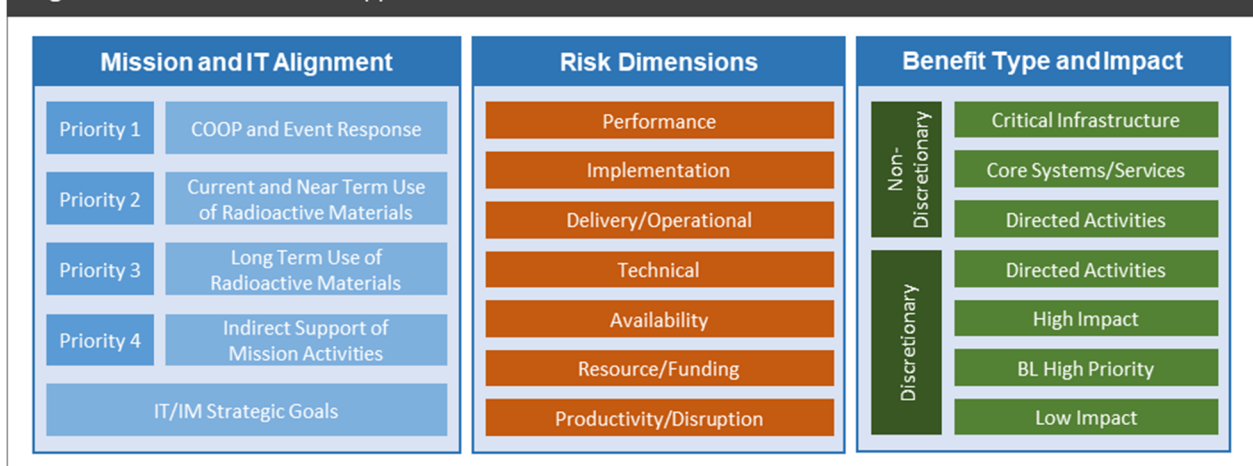 Mission and IT Alignment
Priority 1
COOP and Event Response
Priority 2
Current and Near Term Use
of Radioactive Materials
Priority 3
Long Term Use of
Radioactive Materials
Priority 4
Indirect Support of
Mission Activities
IT/IM Strategic Goals
Risk Dimensions
Performance
Implementation
Delivery/Operational
Technical
Availability
Resource/Funding
Productivity/Disruption
Benefit Type and Impact
Non-
Discretionary
Critical Infrastructure
Core Systems/Services
Directed Activities
Discretionary
Directed Activities
High Impact
BL High Priority
Low Impact